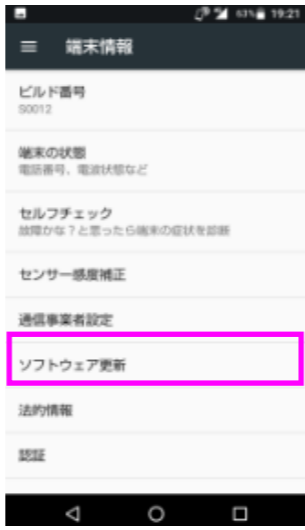 63% 19:21
端末情報
ビルド番号
S0012
端末の状態
電話番号、電波状態など
セルフチェック
故障かな？と思ったら端末の症状を診断
センサー感度補正
通信事業者設定
ソフトウェア更新
法的情報
認証